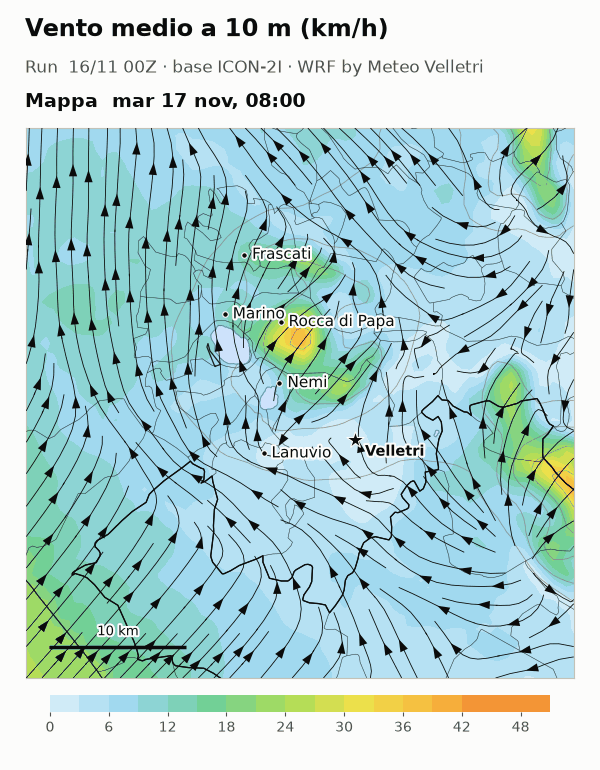 Vento medio a 10 m (km/h)
Run  16/11 00Z · base ICON-2I · WRF by Meteo Velletri
Mappa  mar 17 nov, 08:00
Frascati
Marino
Rocca di Papa
Nemi
Velletri
Lanuvio
10 km
0 6 12 18 24 30 36 42 48